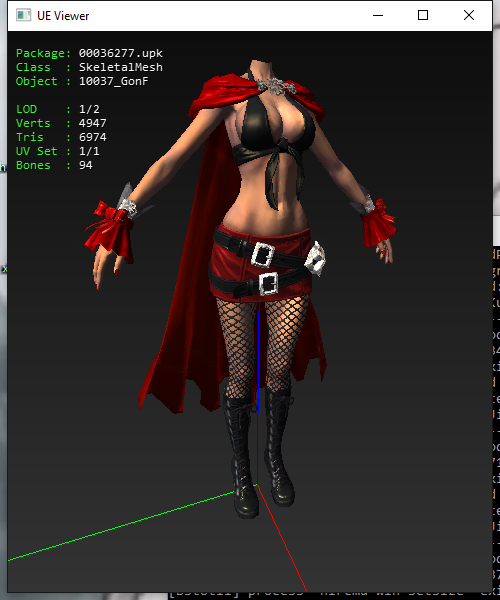 UE Viewer
Package: 00036277.upk
Class : SkeletalMesh
Object : 10037_GonF
LOD : 1/2
Verts : 4947
Tris : 6974
UV Set : 1/1
Bones : 94